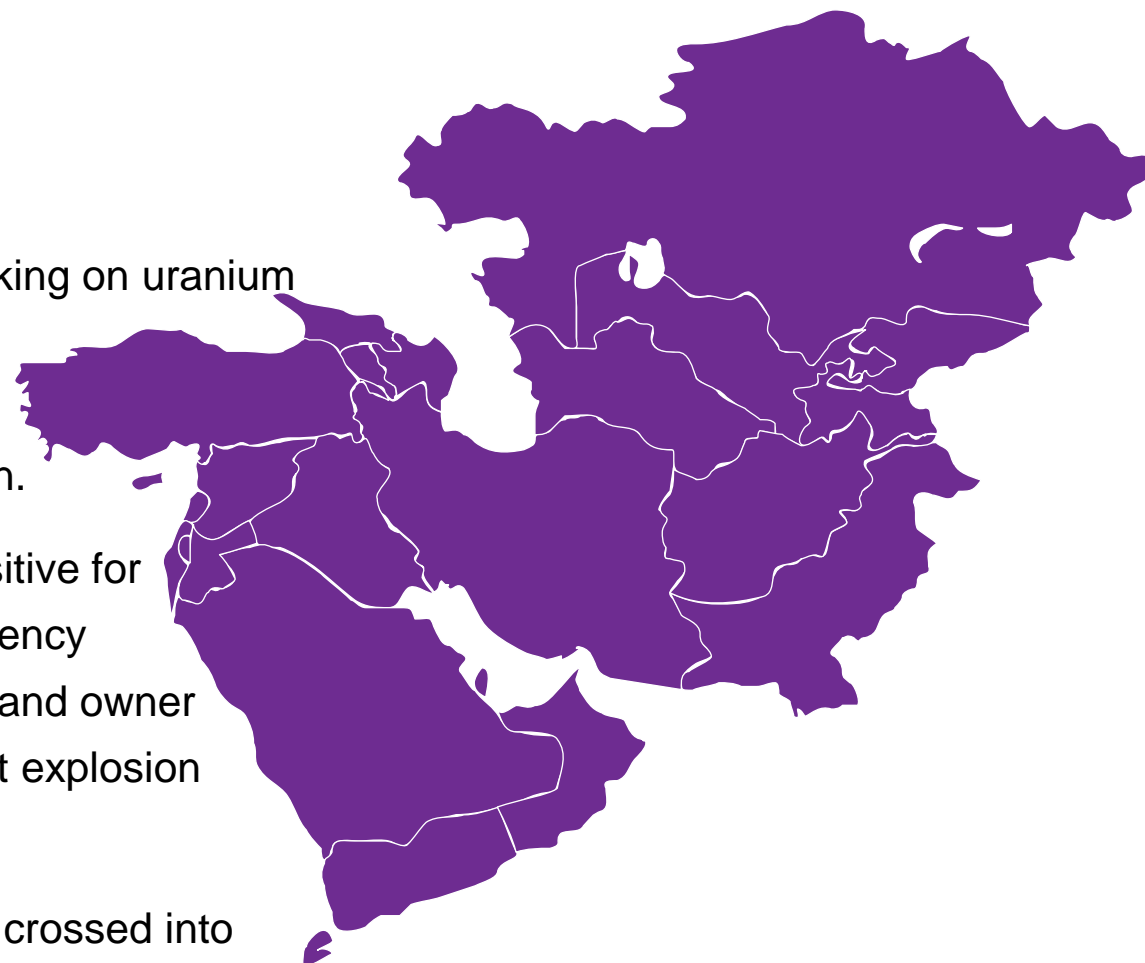 king on uranium
n.
sitive for
ency
and owner
t explosion
crossed into